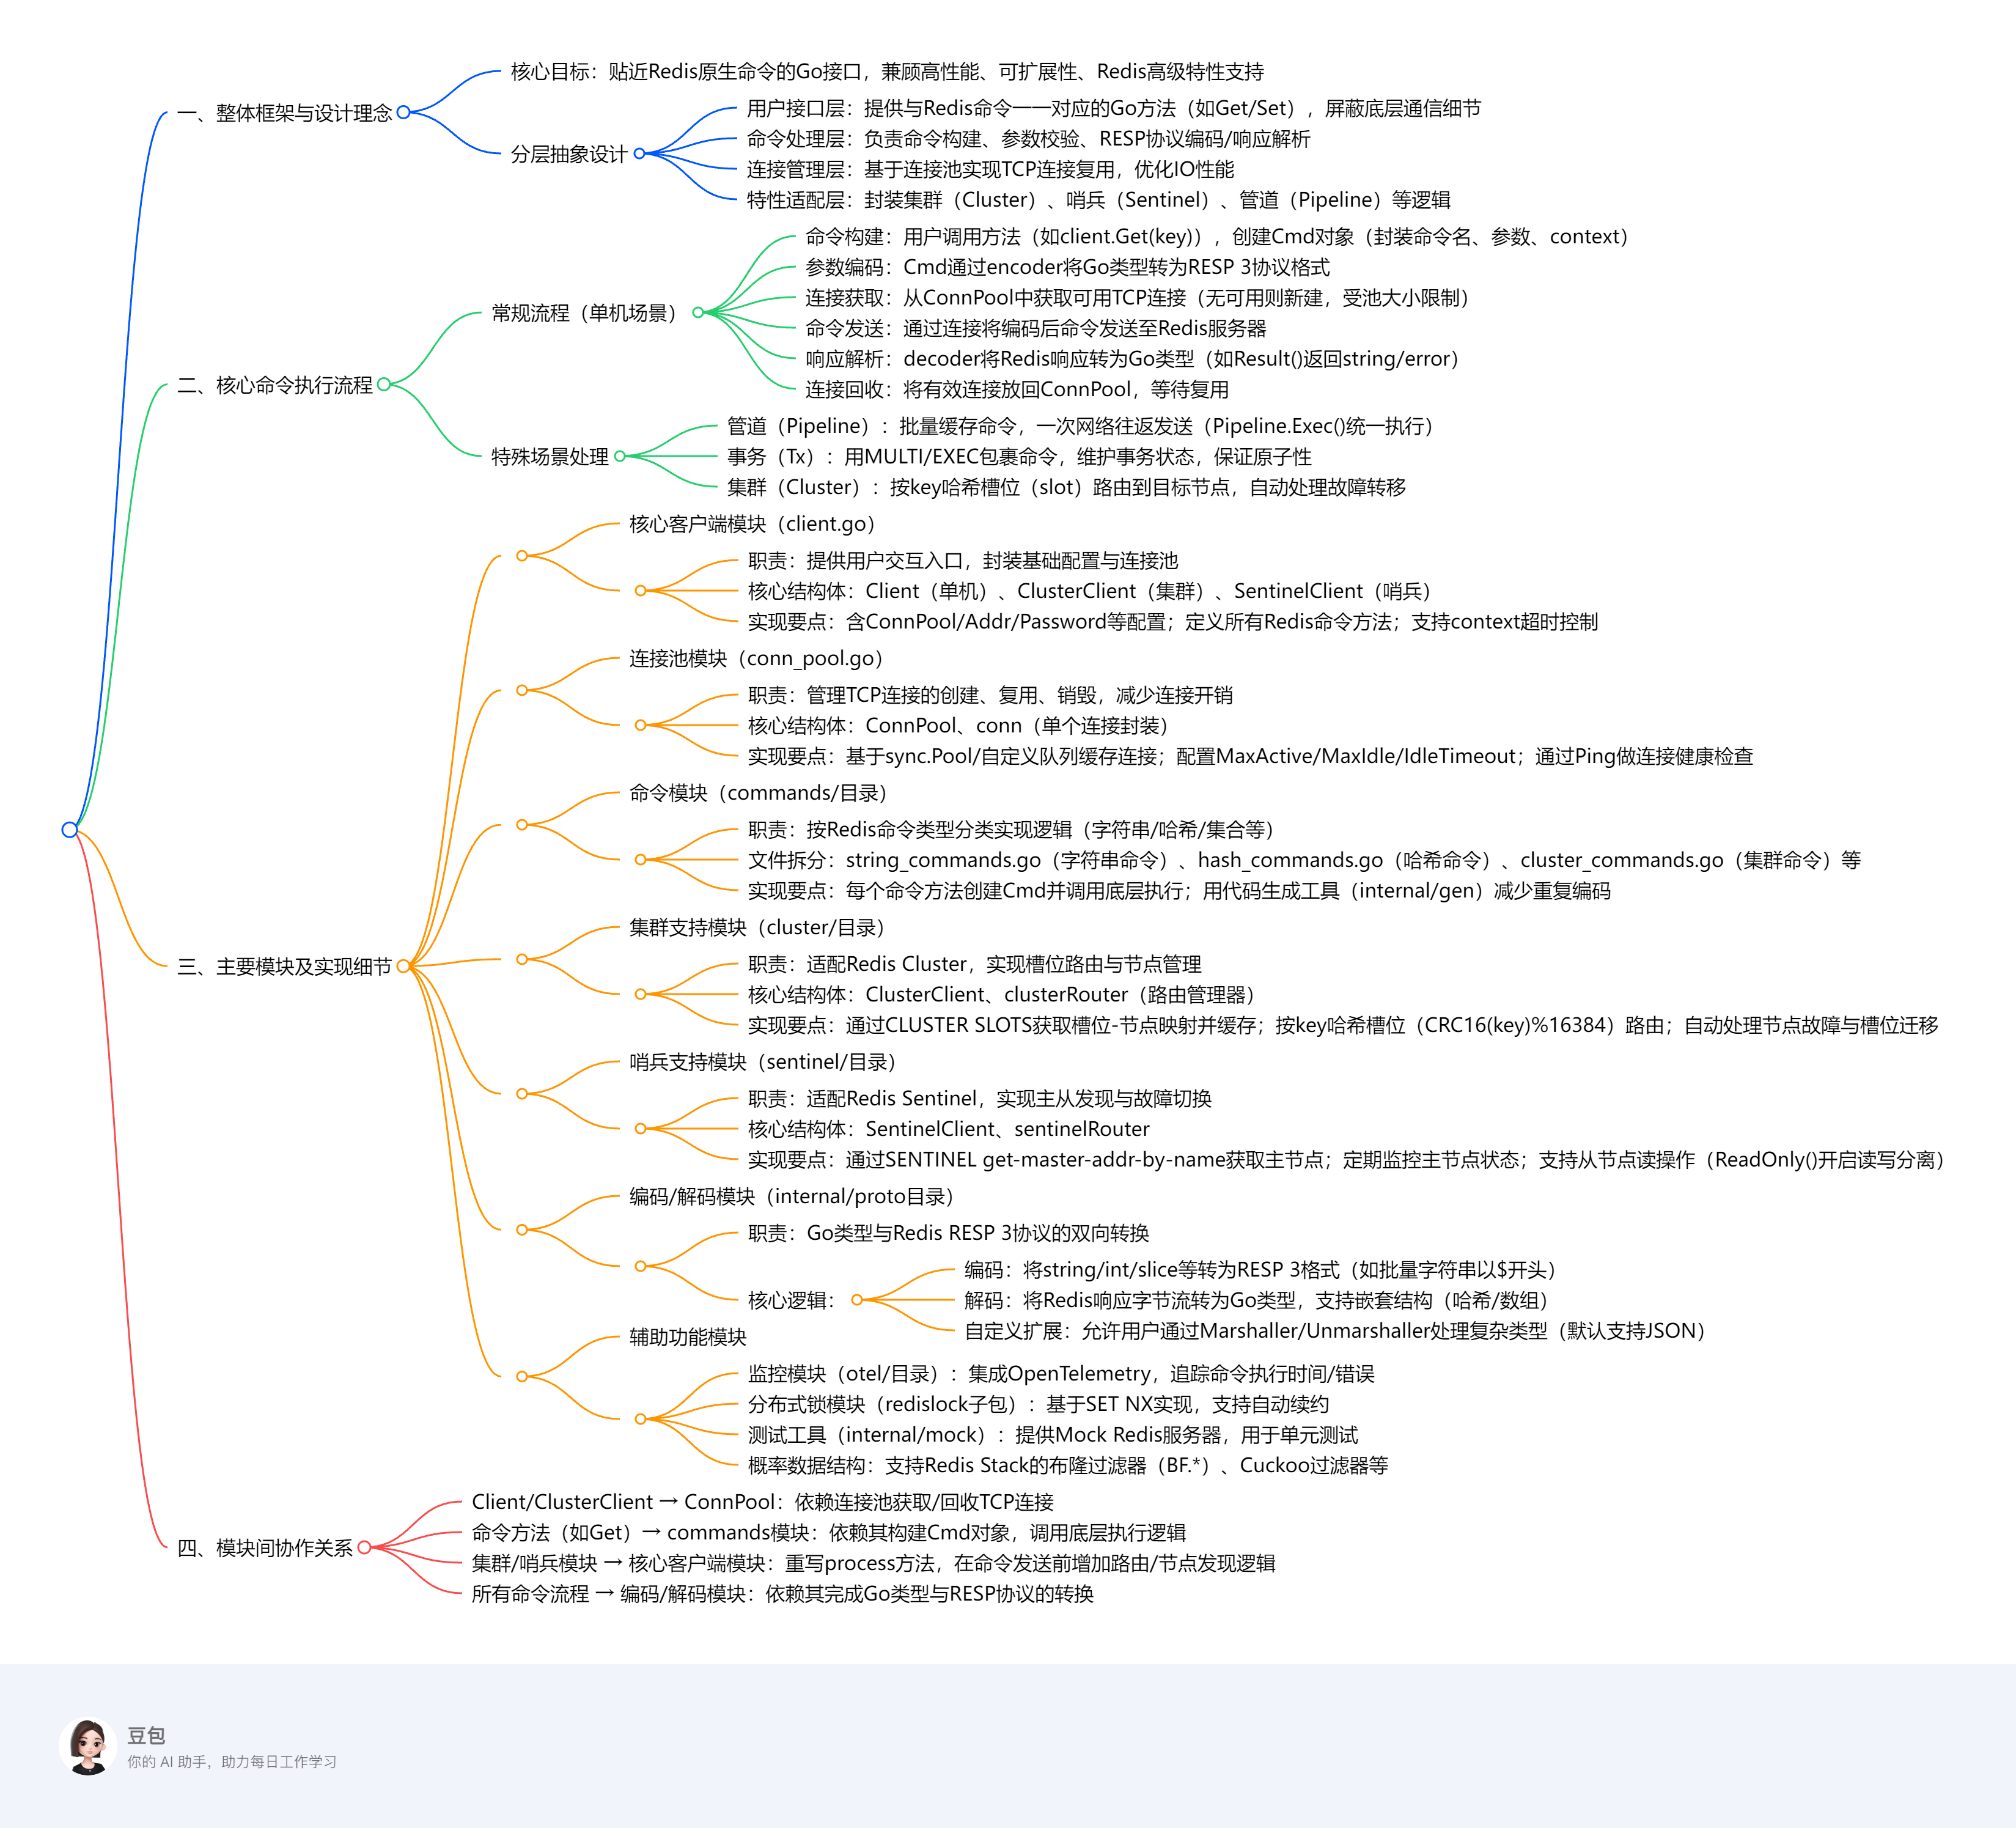 一、整体框架与设计理念
核心目标：贴近Redis原生命令的Go接口，兼顾高性能、可扩展性、Redis高级特性支持
分层抽象设计
用户接口层：提供与Redis命令一一对应的Go方法（如Get/Set），屏蔽底层通信细节
命令处理层：负责命令构建、参数校验、RESP协议编码/响应解析
连接管理层：基于连接池实现TCP连接复用，优化IO性能
特性适配层：封装集群（Cluster）、哨兵（Sentinel）、管道（Pipeline）等逻辑
二、核心命令执行流程
常规流程（单机场景）
命令构建：用户调用方法（如client.Get(key)），创建Cmd对象（封装命令名、参数、context）
参数编码：Cmd通过encoder将Go类型转为RESP 3协议格式
连接获取：从ConnPool中获取可用TCP连接（无可用则新建，受池大小限制）
命令发送：通过连接将编码后命令发送至Redis服务器
响应解析：decoder将Redis响应转为Go类型（如Result()返回string/error）
连接回收：将有效连接放回ConnPool，等待复用
特殊场景处理
管道（Pipeline）：批量缓存命令，一次网络往返发送（Pipeline.Exec()统一执行）
事务（Tx）：用MULTI/EXEC包裹命令，维护事务状态，保证原子性
集群（Cluster）：按key哈希槽位（slot）路由到目标节点，自动处理故障转移
三、主要模块及实现细节
核心客户端模块（client.go）
职责：提供用户交互入口，封装基础配置与连接池
核心结构体：Client（单机）、ClusterClient（集群）、SentinelClient（哨兵）
实现要点：含ConnPool/Addr/Password等配置；定义所有Redis命令方法；支持context超时控制
连接池模块（conn_pool.go）
职责：管理TCP连接的创建、复用、销毁，减少连接开销
核心结构体：ConnPool、conn（单个连接封装）
实现要点：基于sync.Pool/自定义队列缓存连接；配置MaxActive/MaxIdle/IdleTimeout；通过Ping做连接健康检查
命令模块（commands/目录）
职责：按Redis命令类型分类实现逻辑（字符串/哈希/集合等）
文件拆分：string_commands.go（字符串命令）、hash_commands.go（哈希命令）、cluster_commands.go（集群命令）等
实现要点：每个命令方法创建Cmd并调用底层执行；用代码生成工具（internal/gen）减少重复编码
集群支持模块（cluster/目录）
职责：适配Redis Cluster，实现槽位路由与节点管理
核心结构体：ClusterClient、clusterRouter（路由管理器）
实现要点：通过CLUSTER SLOTS获取槽位-节点映射并缓存；按key哈希槽位（CRC16(key)%16384）路由；自动处理节点故障与槽位迁移
哨兵支持模块（sentinel/目录）
职责：适配Redis Sentinel，实现主从发现与故障切换
核心结构体：SentinelClient、sentinelRouter
实现要点：通过SENTINEL get-master-addr-by-name获取主节点；定期监控主节点状态；支持从节点读操作（ReadOnly()开启读写分离）
编码/解码模块（internal/proto目录）
职责：Go类型与Redis RESP 3协议的双向转换
核心逻辑：
编码：将string/int/slice等转为RESP 3格式（如批量字符串以$开头）
解码：将Redis响应字节流转为Go类型，支持嵌套结构（哈希/数组）
自定义扩展：允许用户通过Marshaller/Unmarshaller处理复杂类型（默认支持JSON）
辅助功能模块
监控模块（otel/目录）：集成OpenTelemetry，追踪命令执行时间/错误
分布式锁模块（redislock子包）：基于SET NX实现，支持自动续约
测试工具（internal/mock）：提供Mock Redis服务器，用于单元测试
概率数据结构：支持Redis Stack的布隆过滤器（BF.*）、Cuckoo过滤器等
四、模块间协作关系
Client/ClusterClient → ConnPool：依赖连接池获取/回收TCP连接
命令方法（如Get）→ commands模块：依赖其构建Cmd对象，调用底层执行逻辑
集群/哨兵模块 → 核心客户端模块：重写process方法，在命令发送前增加路由/节点发现逻辑
所有命令流程 → 编码/解码模块：依赖其完成Go类型与RESP协议的转换
豆包
你的 AI 助手，助力每日工作学习